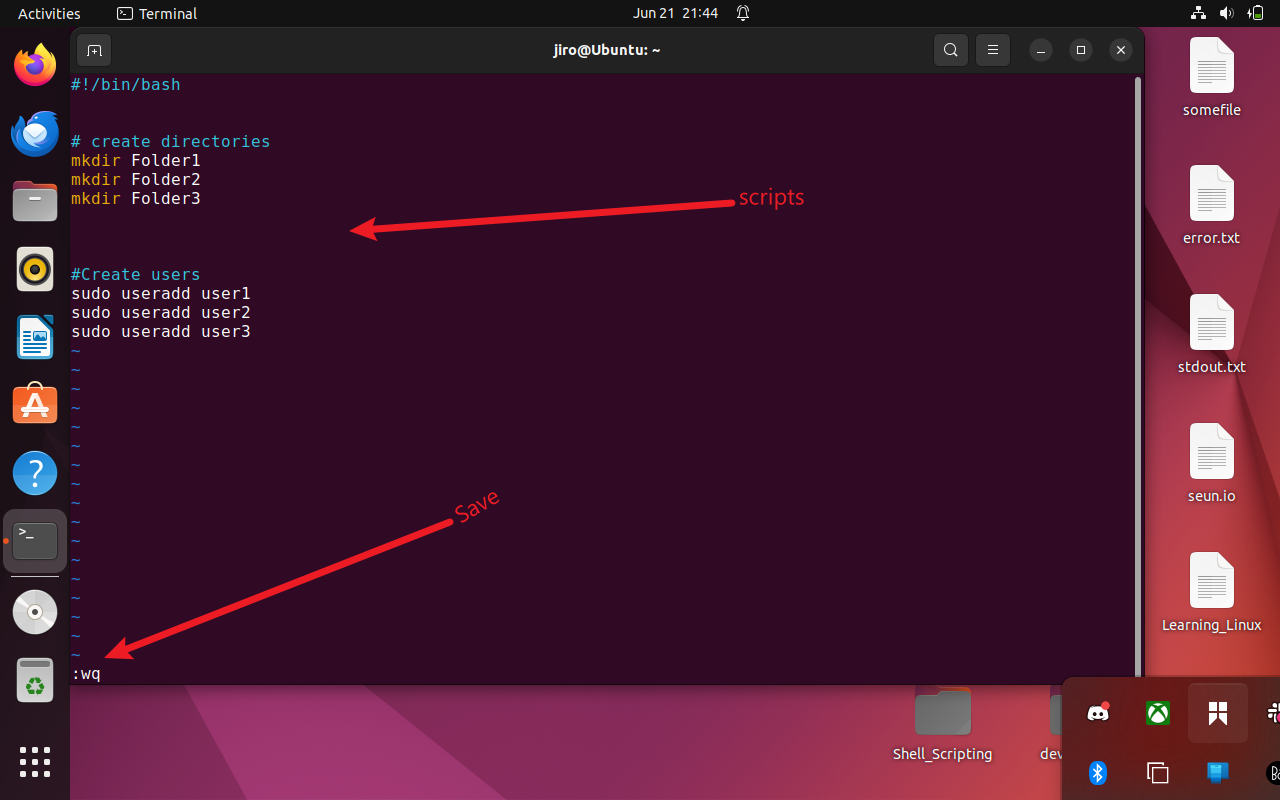 Activities
Terminal
Jun 21 21:44
jiro@Ubuntu: ~
#!/bin/bash
# create directories
mkdir Folder1
mkdir Folder2
mkdir Folder3
scripts
#Create users
sudo useradd user1
sudo useradd user2
sudo useradd user3
~
~
~
~
~
~
~
~
~
Save
~
~
~
~
~
~
~
~
:wq
somefile
error.txt
stdout.txt
seun.io
Learning_Linux
Shell_Scripting